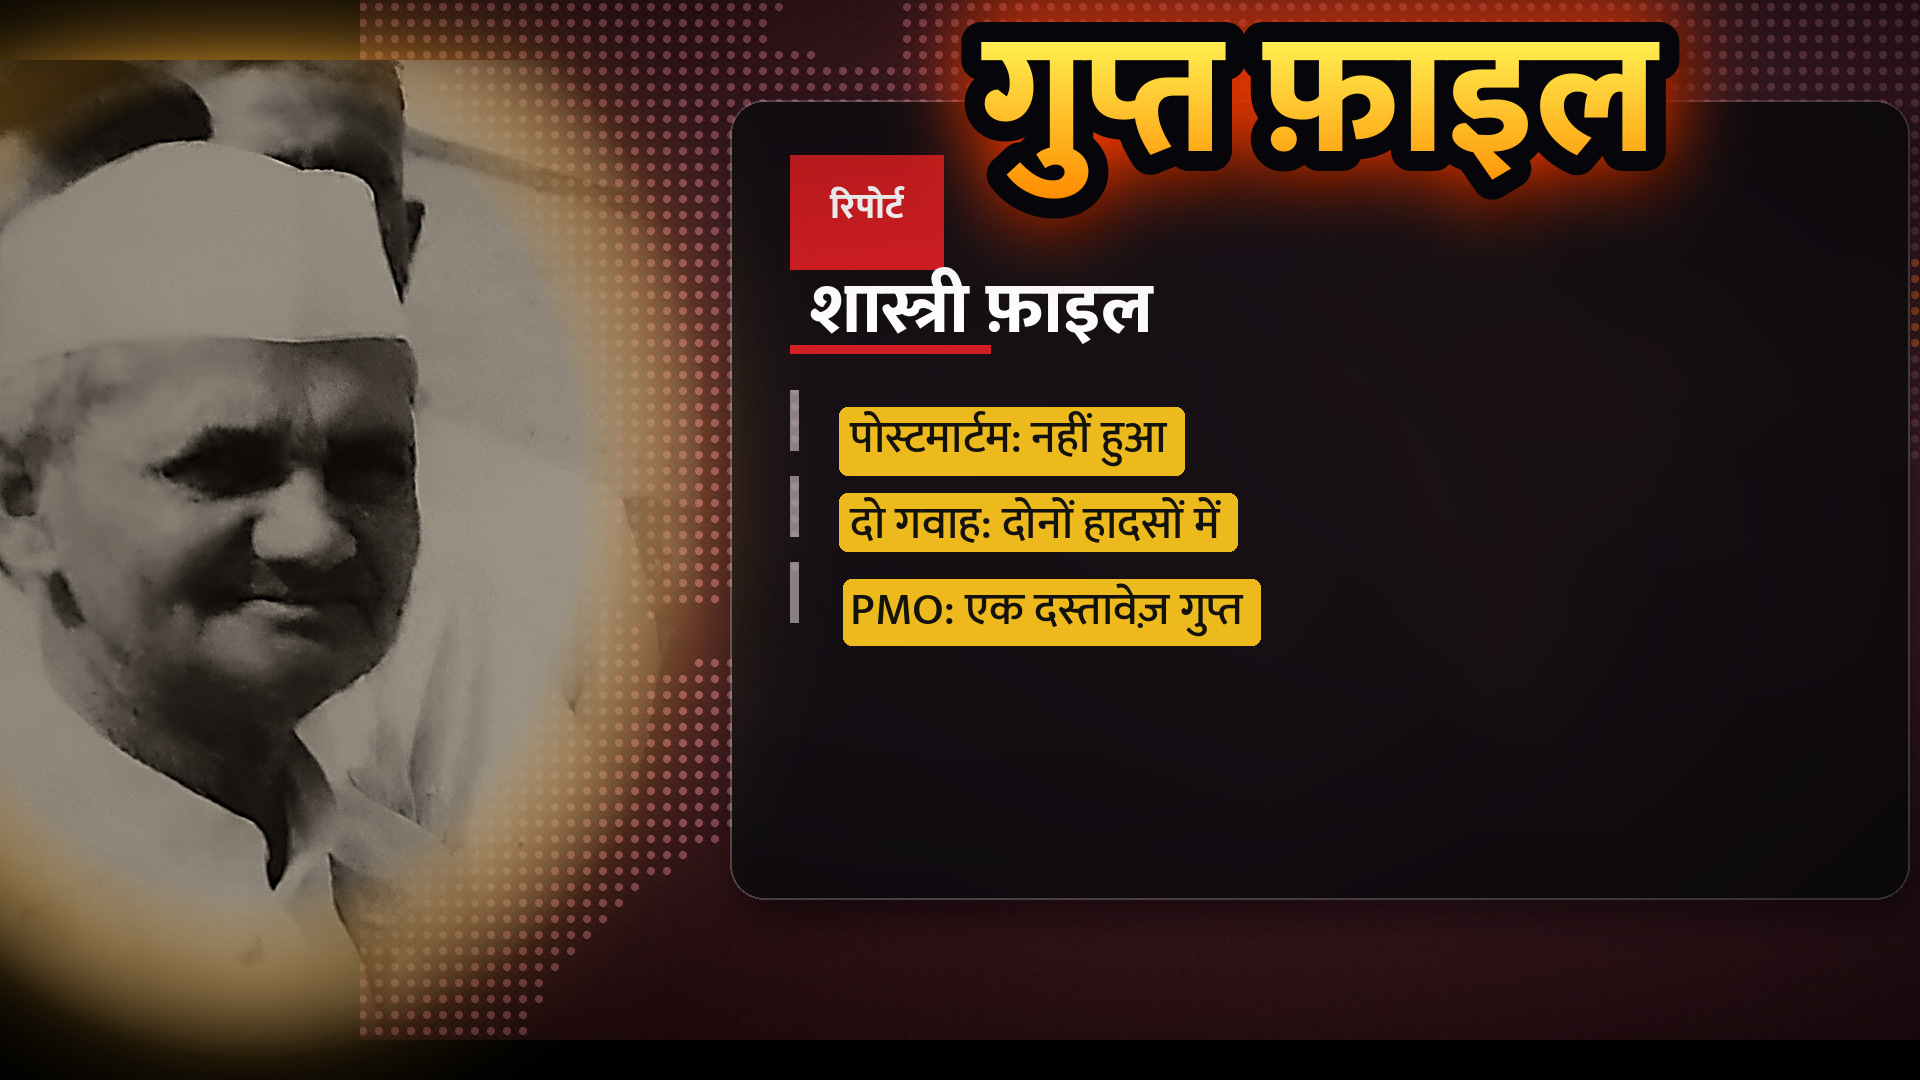 गुप्त फ़ाइल
रिपोर्ट
शास्त्री फ़ाइल
पोस्टमार्टम: नहीं हुआ
दो गवाह: दोनों हादसों में
PMO: एक दस्तावेज़ गुप्त